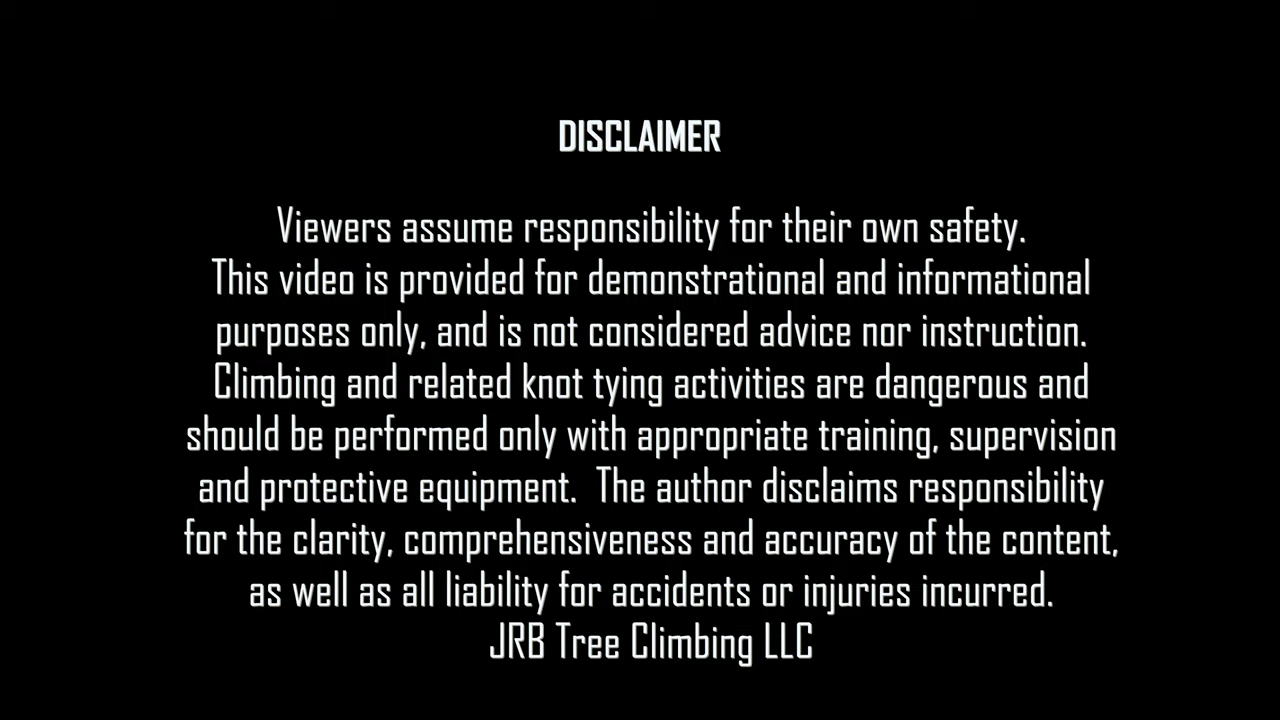 DISCLAIMER
Viewers assume responsibility for their own safety.
This video is provided for demonstrational and informational
purposes only, and is not considered advice nor instruction.
Climbing and related knot tying activities are dangerous and
should be performed only with appropriate training, supervision
and protective equipment.  The author disclaims responsibility
for the clarity, comprehensiveness and accuracy of the content,
as well as all liability for accidents or injuries incurred.
JRB Tree Climbing LLC